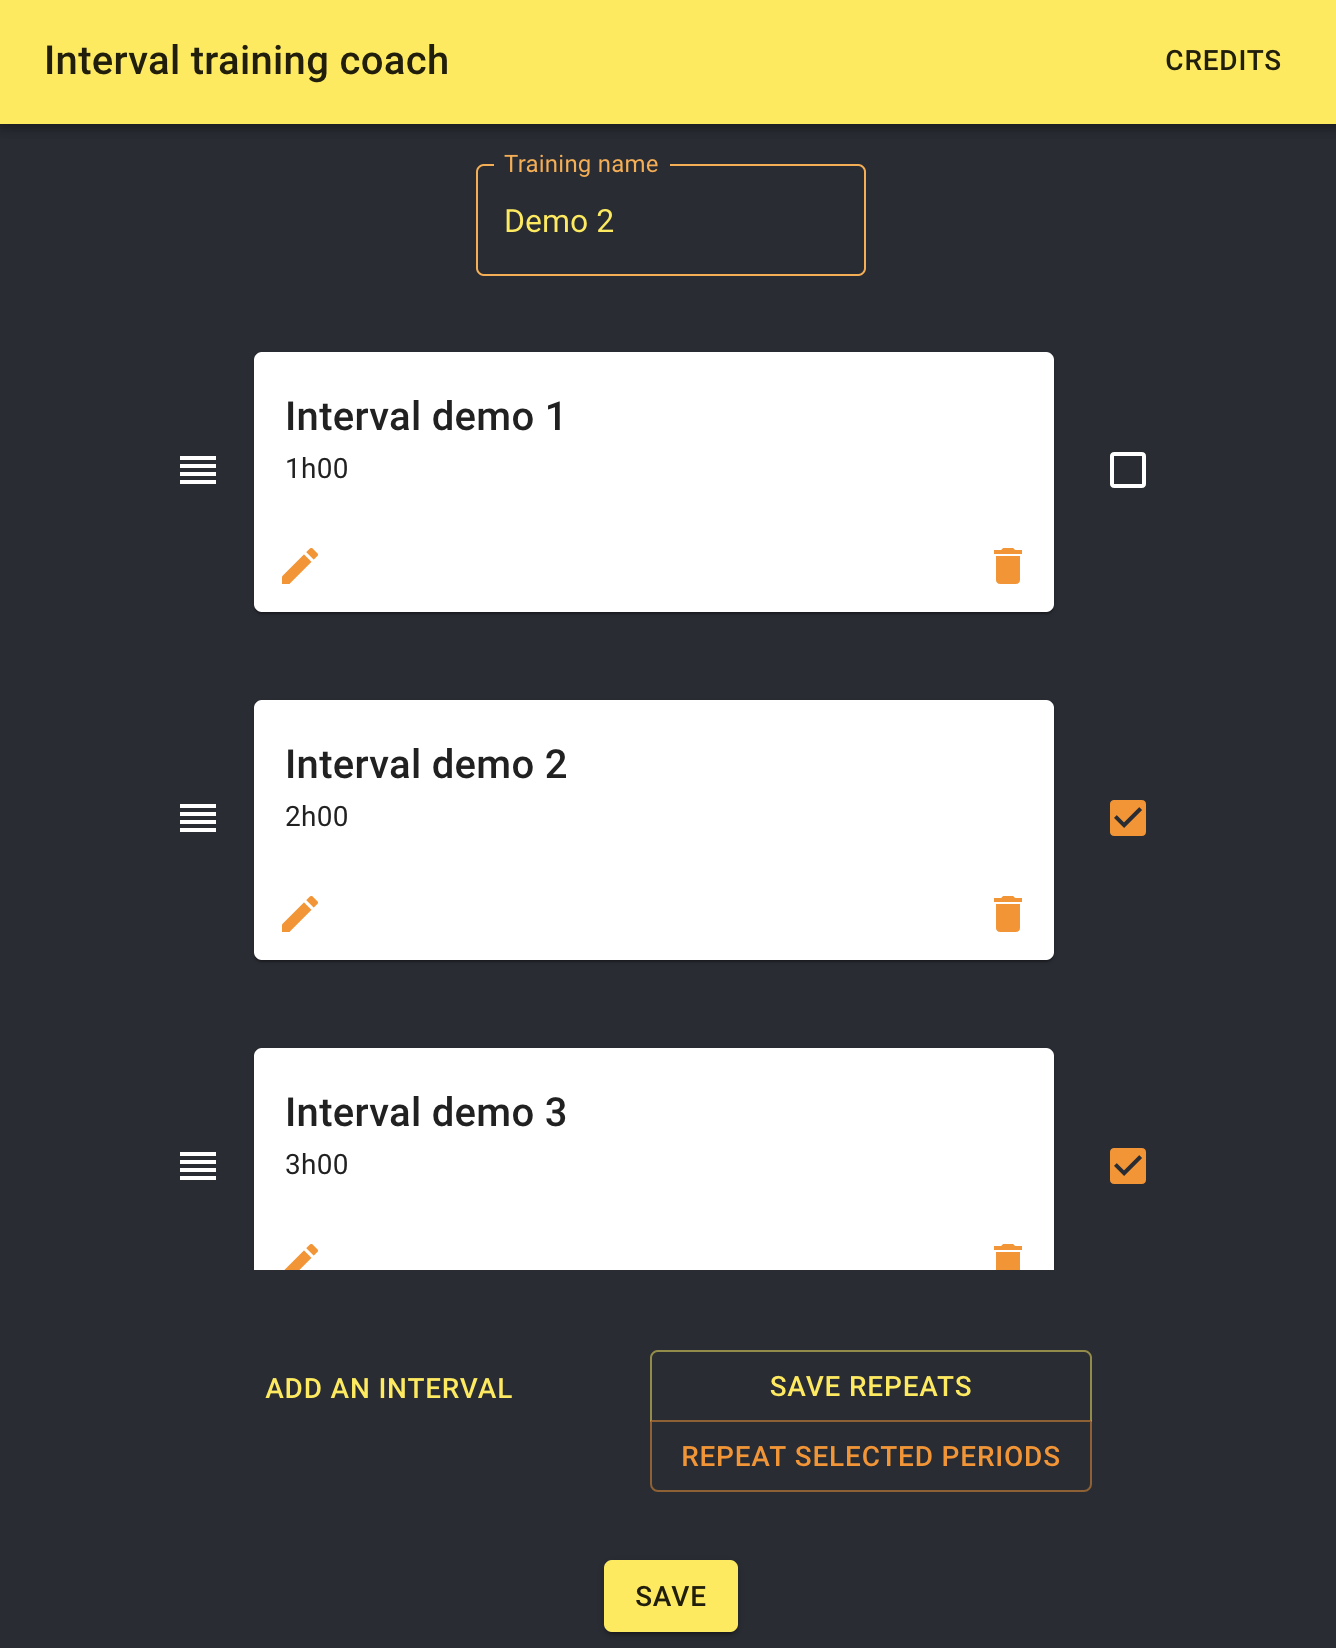 Interval training coach
CREDITS
Training name
Demo 2
Interval demo 1
1h00
Interval demo 2
2h00
Interval demo 3
3h00
ADD AN INTERVAL
SAVE REPEATS
REPEAT SELECTED PERIODS
SAVE